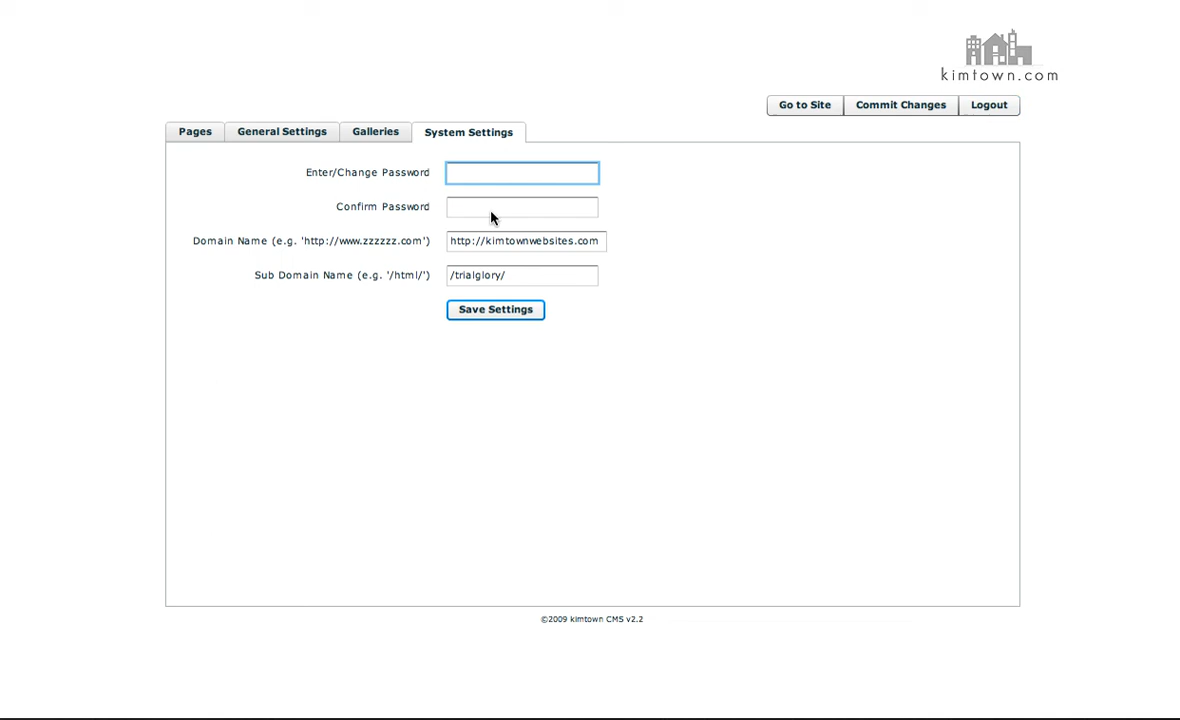 kimtown.com
Go to Site Commit Changes Logout
Pages General Settings Galleries System Settings
Enter/Change Password
Confirm Password
Domain Name (e.g. 'http://www.zzzzzz.com') http://kimtownwebsites.com
Sub Domain Name (e.g. '/html/') /trialglory/
Save Settings
©2009 kimtown CMS v2.2